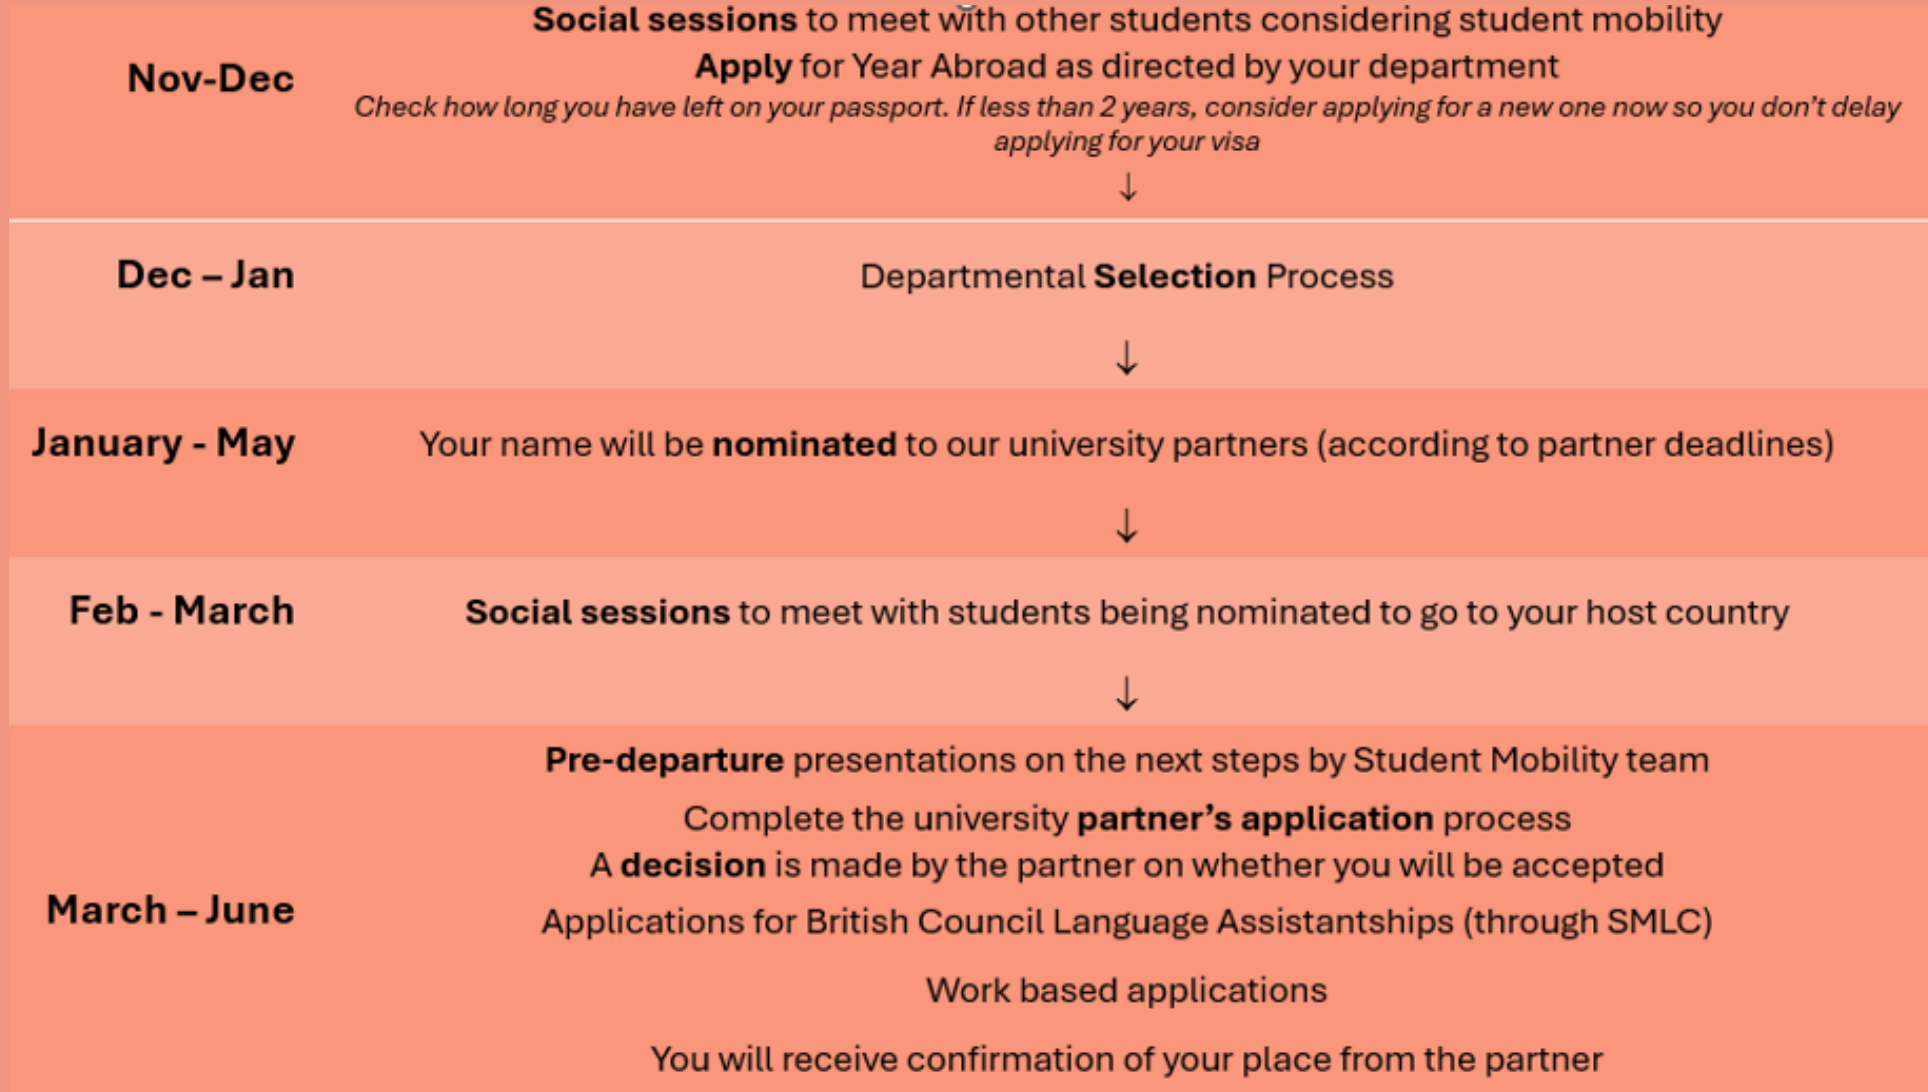 Social sessions to meet with other students considering student mobility
Nov-Dec
Apply for Year Abroad as directed by your department
Check how long you have left on your passport. If less than 2 years, consider applying for a new one now so you don’t delay
applying for your visa
↓
Dec – Jan
Departmental Selection Process
↓
January - May
Your name will be nominated to our university partners (according to partner deadlines)
↓
Feb - March
Social sessions to meet with students being nominated to go to your host country
↓
Pre-departure presentations on the next steps by Student Mobility team
Complete the university partner’s application process
A decision is made by the partner on whether you will be accepted
March – June
Applications for British Council Language Assistantships (through SMLC)
Work based applications
You will receive confirmation of your place from the partner